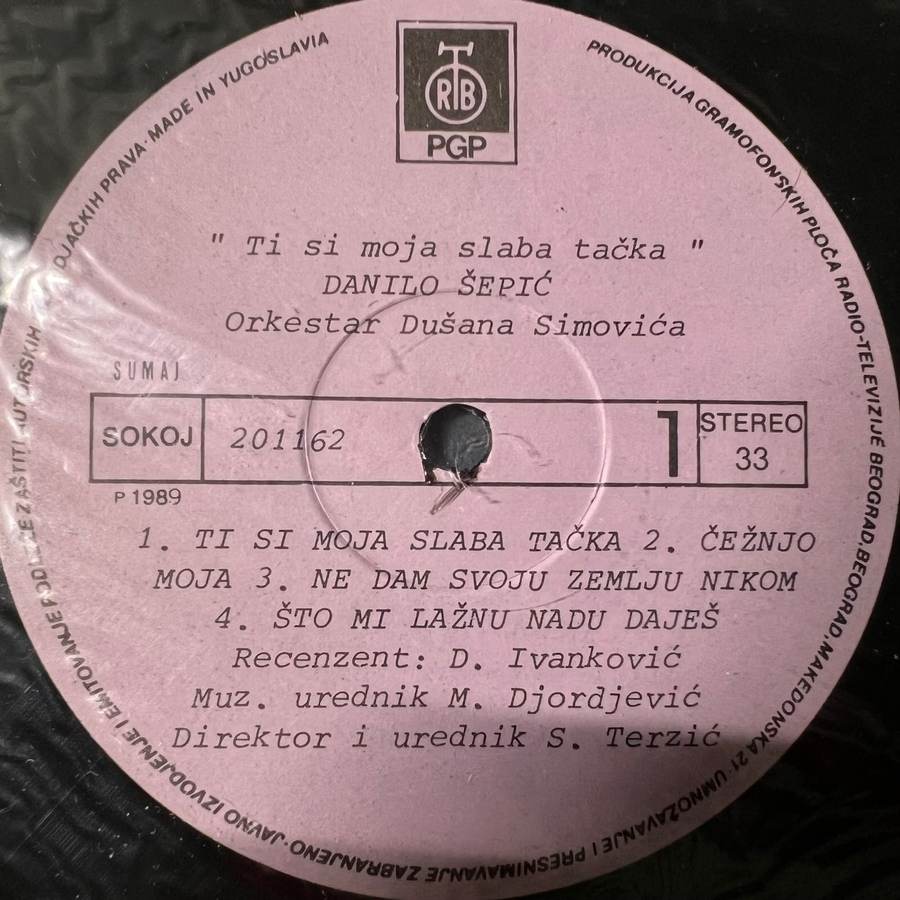 RTB
PGP
PRODUKCIJA GRAMOFONSKIH PLOČA RADIO-TELEVIZIJE BEOGRAD, BEOGRAD, MAKEDONSKA 21 · UMNOŽAVANJE I PRESNIMAVANJE ZABRANJENO · JAVNO IZVODJENJE I EMITOVANJE ZAŠTITI DJAČKIH PRAVA · MADE IN YUGOSLAVIA
" Ti si moja slaba tačka "
DANILO ŠEPIĆ
Orkestar Dušana Simovića
SUMAJ
SOKOJ 201162 1 STEREO
33
P 1989
1. TI SI MOJA SLABA TAČKA 2. ČEŽNJO
MOJA 3. NE DAM SVOJU ZEMLJU NIKOM
4. ŠTO MI LAŽNU NADU DAJEŠ
Recenzent: D. Ivanković
Muz. urednik M. Djordjević
Direktor i urednik S. Terzić